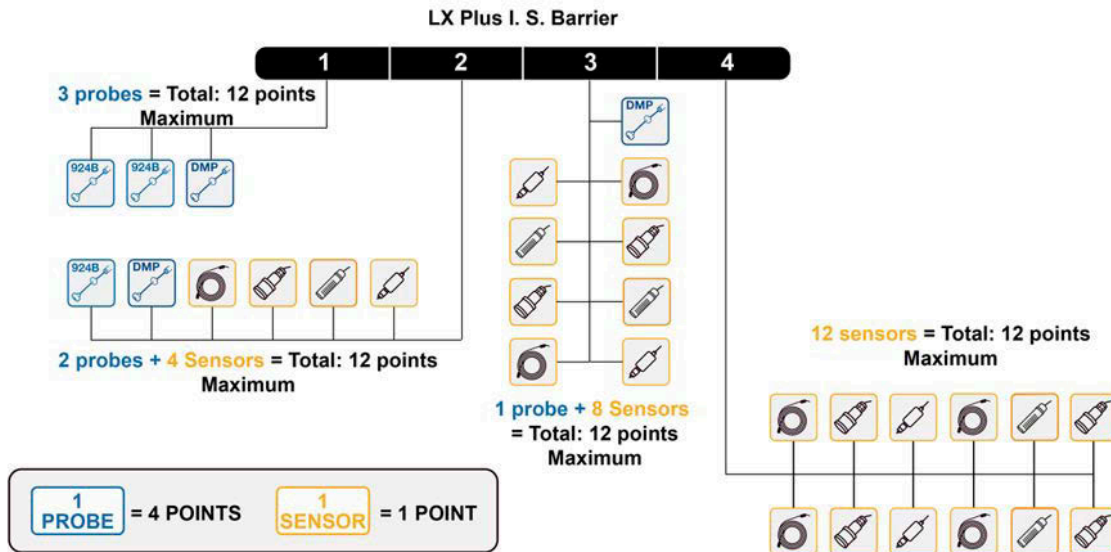 LX Plus I. S. Barrier
1 2 3 4
3 probes = Total: 12 points
Maximum
924B 924B DMP
924B DMP
2 probes + 4 Sensors = Total: 12 points
Maximum
DMP
1 probe + 8 Sensors
= Total: 12 points
Maximum
12 sensors = Total: 12 points
Maximum
1
PROBE = 4 POINTS
1
SENSOR = 1 POINT